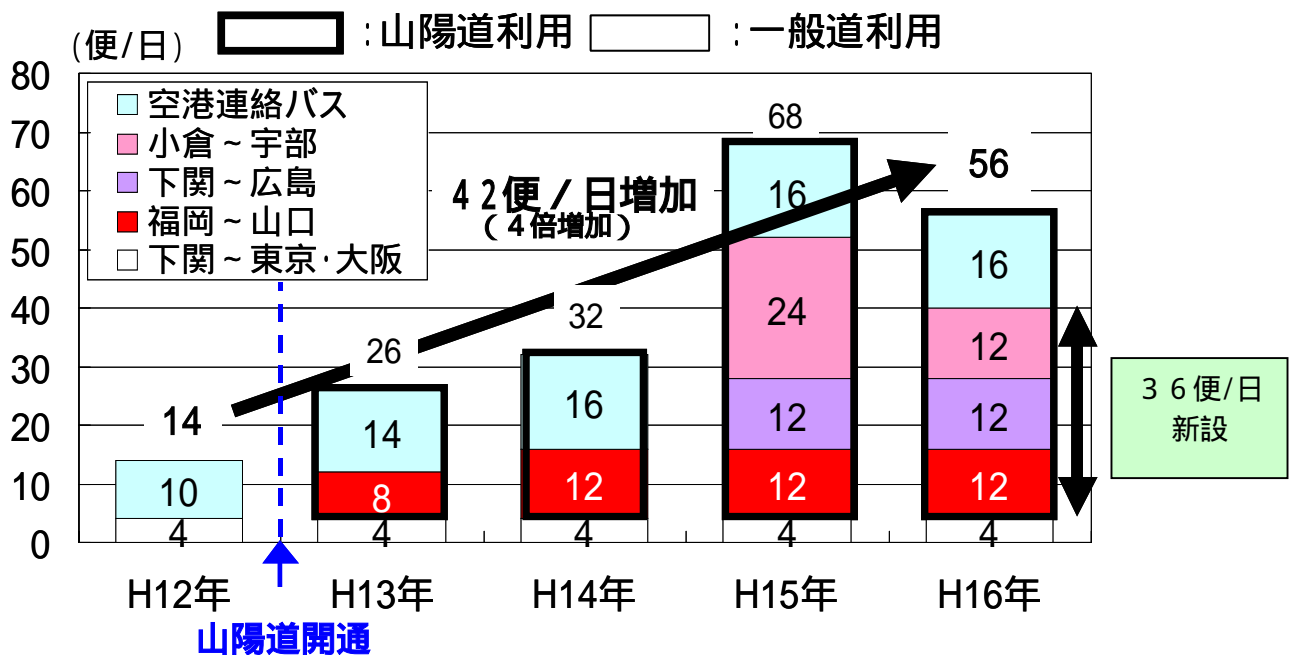 (便/日)
：山陽道利用
：一般道利用
80
70
60
50
40
30
20
10
0
空港連絡バス
小倉～宇部
下関～広島
福岡～山口
下関～東京･大阪
42便／日増加
（４倍増加）
14
10
4
26
14
8
4
32
16
12
4
68
16
24
12
12
4
56
16
12
12
12
4
３６便/日
新設
H12年
H13年
H14年
H15年
H16年
山陽道開通